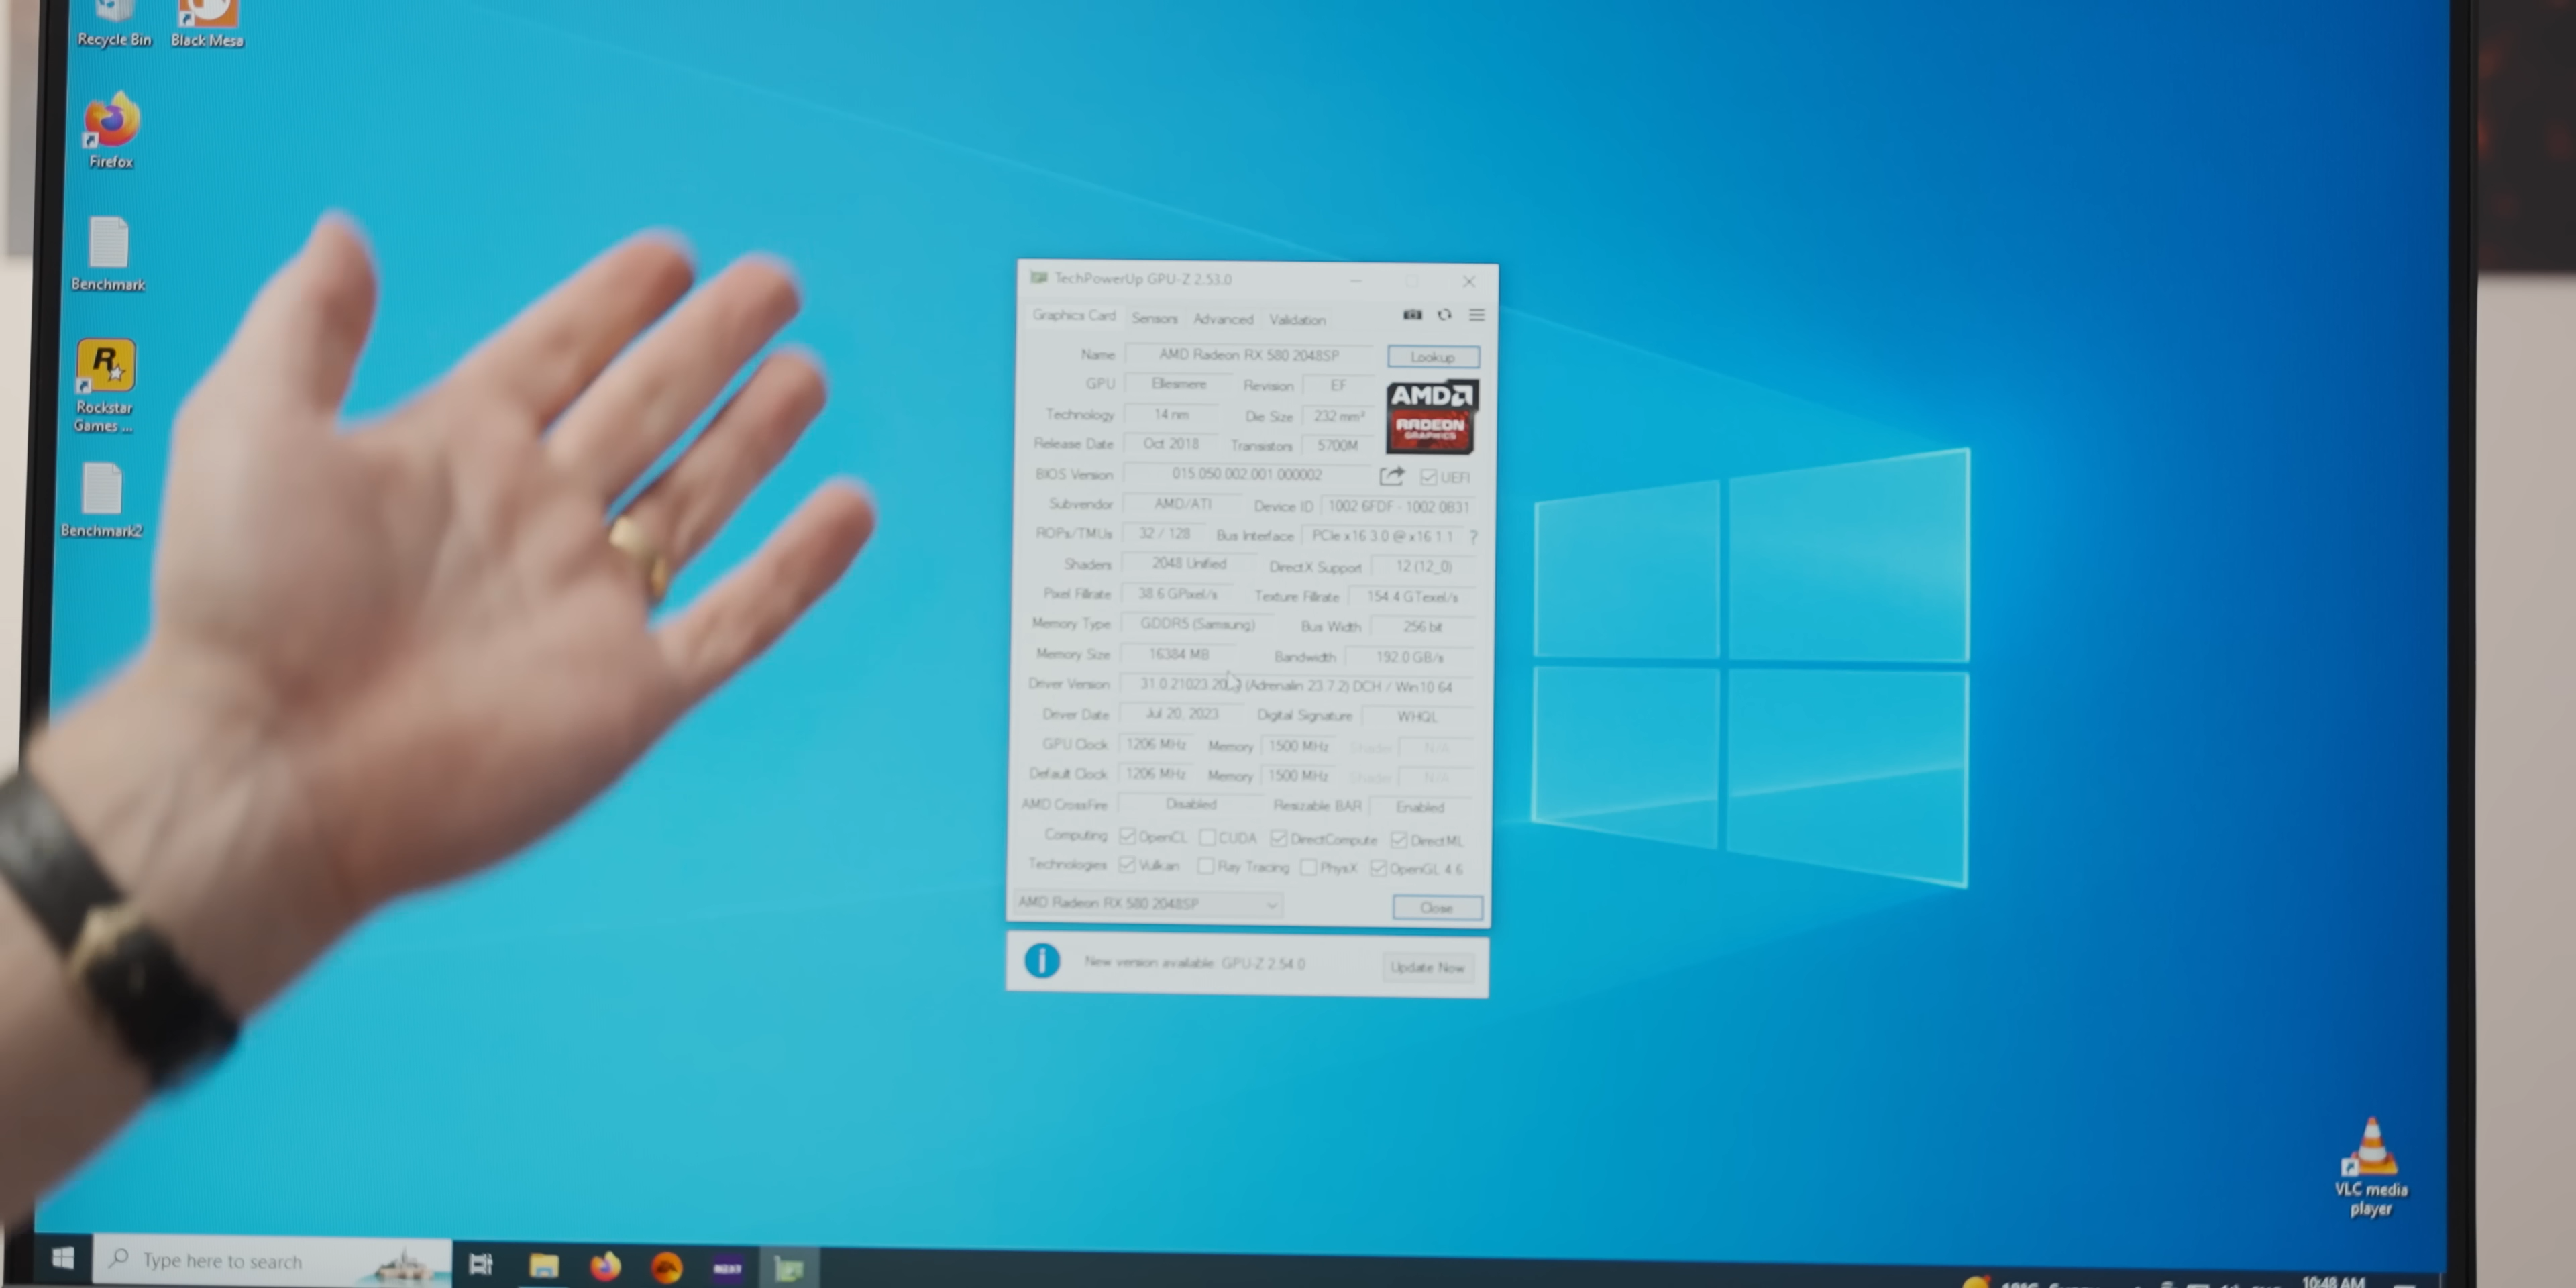 Recycle Bin
Black Mesa
Firefox
Benchmark
Rockstar
Games ...
Benchmark2
TechPowerUp GPU-Z 2.53.0
Graphics Card Sensors Advanced Validation
Name AMD Radeon RX 580 2048SP Lookup
GPU Ellesmere Revision EF
AMD
RADEON
GRAPHICS
Technology 14 nm Die Size 232 mm²
Release Date Oct 2018 Transistors 5700M
BIOS Version 015.050.002.001.000002 UEFI
Subvendor AMD/ATI Device ID 1002 6FDF - 1002 0B31
ROPs/TMUs 32 / 128 Bus Interface PCIe x16 3.0 @ x16 1.1 ?
Shaders 2048 Unified DirectX Support 12 (12_0)
Pixel Fillrate 38.6 GPixel/s Texture Fillrate 154.4 GTexel/s
Memory Type GDDR5 (Samsung) Bus Width 256 bit
Memory Size 16384 MB Bandwidth 192.0 GB/s
Driver Version (Adrenalin 23.7.2) DCH / Win10 64
Driver Date Jul 20, 2023 Digital Signature WHQL
GPU Clock 1206 MHz Memory 1500 MHz Shader N/A
Default Clock 1206 MHz Memory 1500 MHz Shader N/A
AMD CrossFire Disabled Resizable BAR Enabled
Computing OpenCL CUDA DirectCompute DirectML
Technologies Vulkan Ray Tracing PhysX OpenGL 4.6
AMD Radeon RX 580 2048SP Close
New version available: GPU-Z 2.54.0 Update Now
VLC media
player
Type here to search
10:48 AM